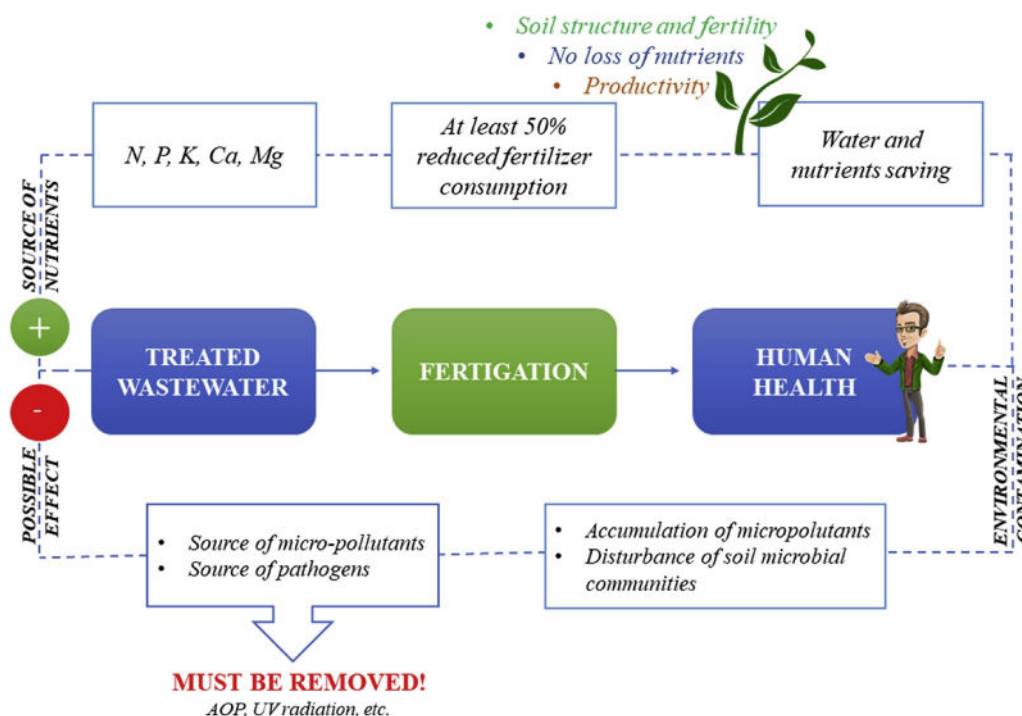 • Soil structure and fertility
• No loss of nutrients
• Productivity
N, P, K, Ca, Mg
At least 50%
reduced fertilizer
consumption
Water and
nutrients saving
SOURCE OF
NUTRIENTS
+
TREATED
WASTEWATER
FERTIGATION
HUMAN
HEALTH
-
POSSIBLE
EFFECT
ENVIRONMENTAL
CONTAMINATION
• Source of micro-pollutants
• Source of pathogens
• Accumulation of micropolutants
• Disturbance of soil microbial
communities
MUST BE REMOVED!
AOP, UV radiation, etc.